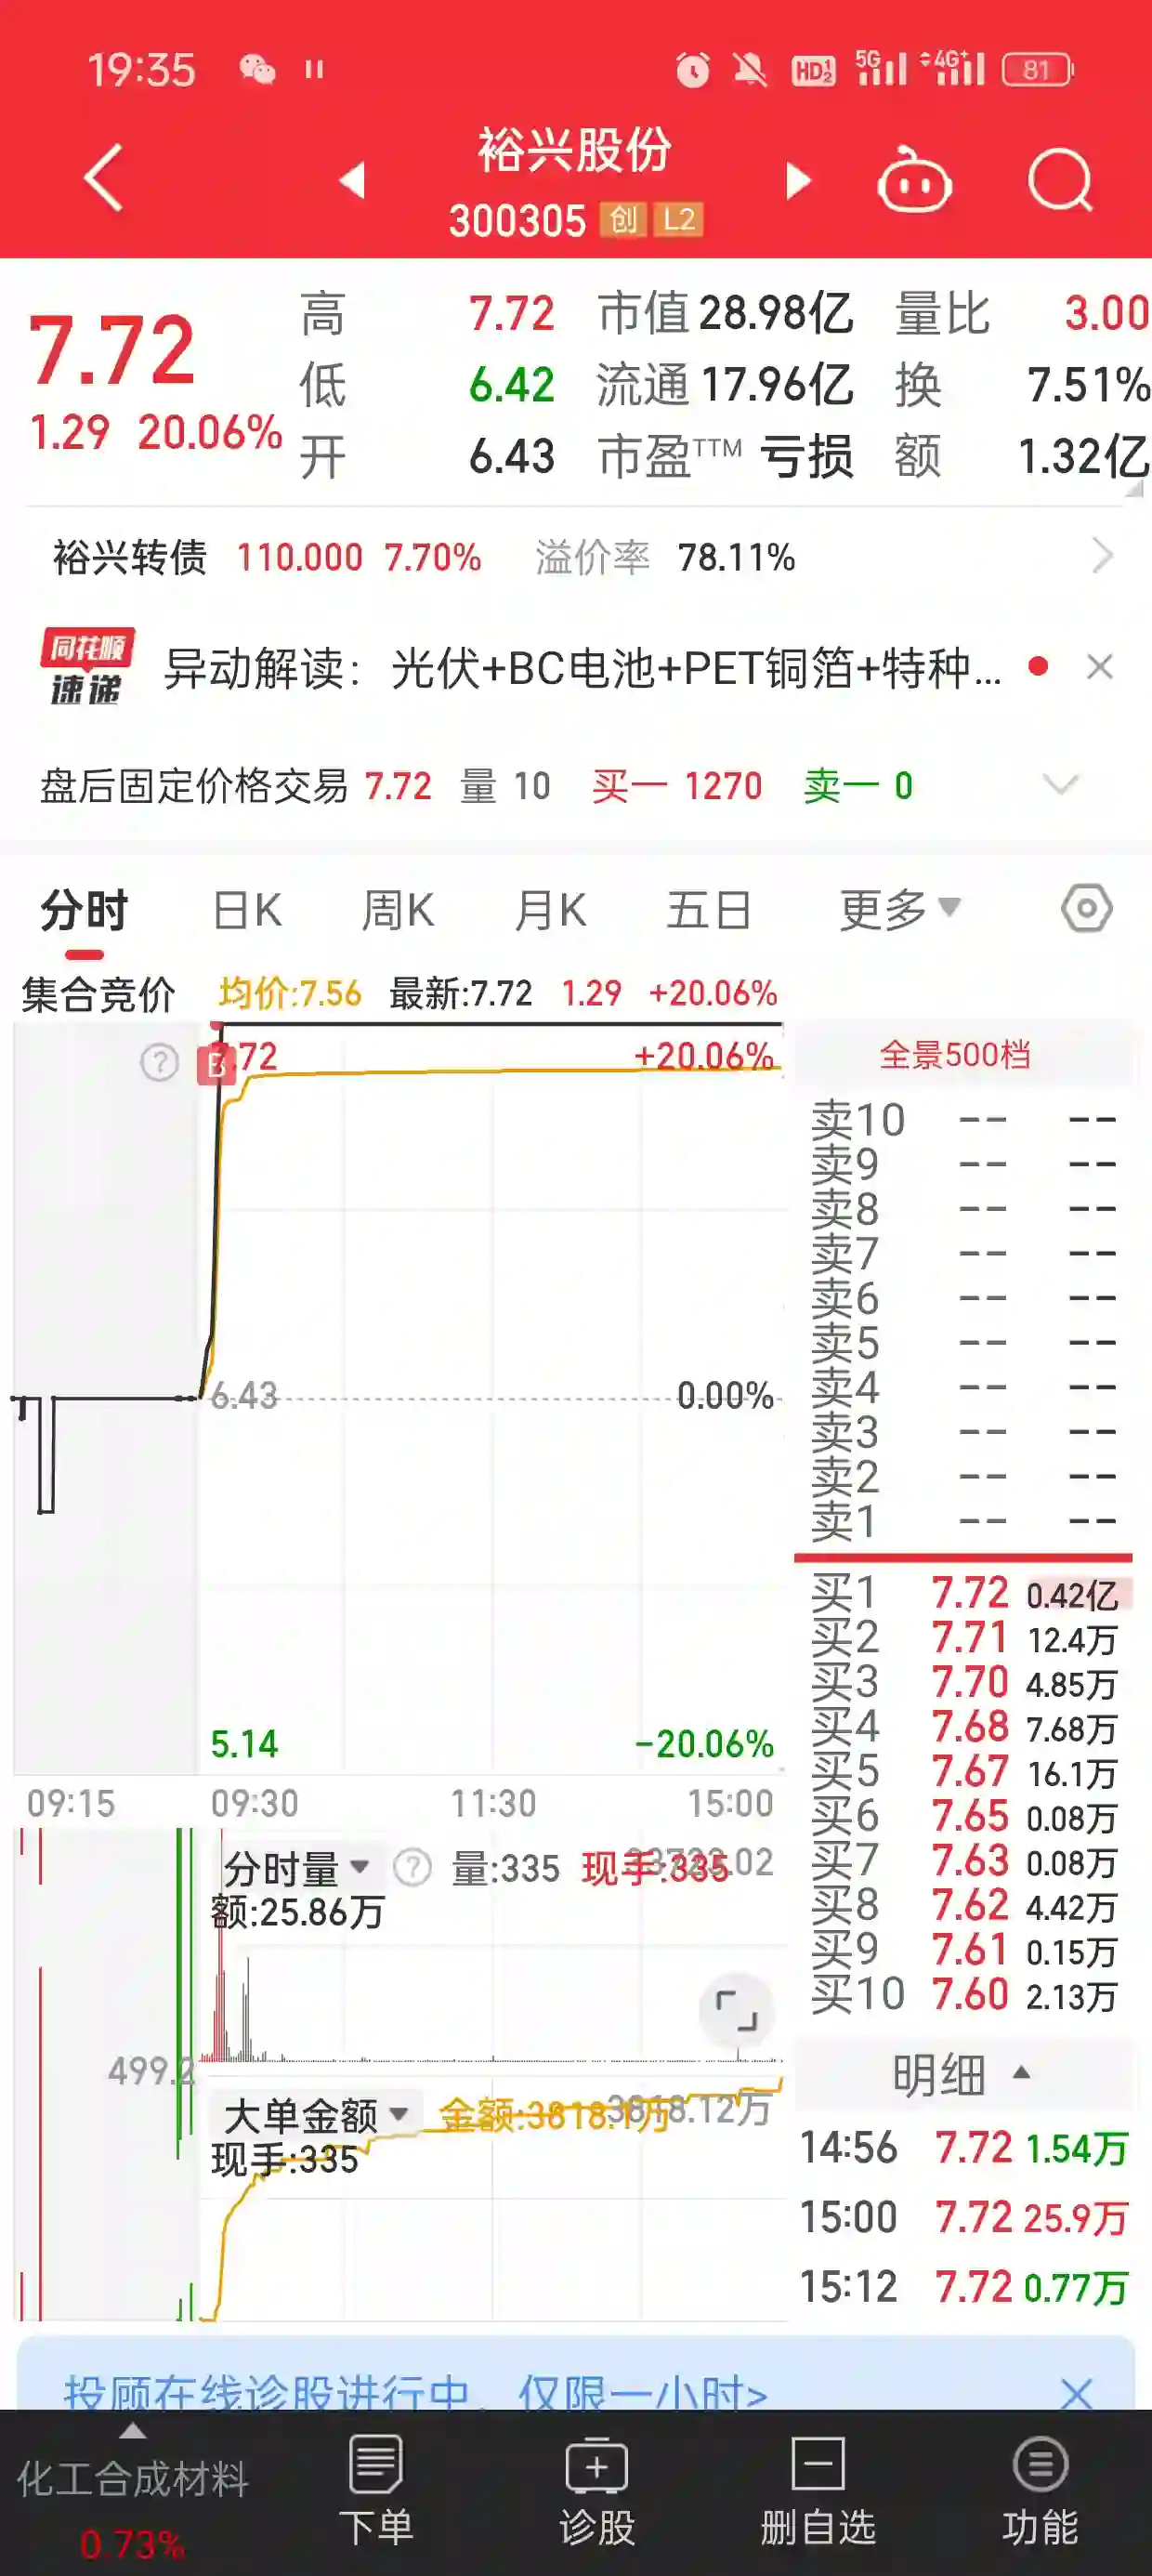 19:35 HD 1 2 5G 4G+ 81
裕兴股份
300305 创 L2
7.72
1.29 20.06%
高 7.72 市值 28.98亿 量比 3.00
低 6.42 流通 17.96亿 换 7.51%
开 6.43 市盈TTM 亏损 额 1.32亿
裕兴转债 110.000 7.70% 溢价率 78.11%
同花顺
速递
异动解读：光伏+BC电池+PET铜箔+特种...
盘后固定价格交易 7.72 量 10 买一 1270 卖一 0
分时 日K 周K 月K 五日 更多
集合竞价 均价:7.56 最新:7.72 1.29 +20.06%
B .72 +20.06%
6.43 0.00%
5.14 -20.06%
09:15 09:30 11:30 15:00
分时量 量:335 现手:335
额:25.86万
499.2
大单金额 金额:3818.1万 3818.12万
现手:335
全景500档
卖10 -- --
卖9 -- --
卖8 -- --
卖7 -- --
卖6 -- --
卖5 -- --
卖4 -- --
卖3 -- --
卖2 -- --
卖1 -- --
买1 7.72 0.42亿
买2 7.71 12.4万
买3 7.70 4.85万
买4 7.68 7.68万
买5 7.67 16.1万
买6 7.65 0.08万
买7 7.63 0.08万
买8 7.62 4.42万
买9 7.61 0.15万
买10 7.60 2.13万
明细
14:56 7.72 1.54万
15:00 7.72 25.9万
15:12 7.72 0.77万
投顾在线诊股进行中，仅限一小时>
化工合成材料
0.73%
下单 诊股 删自选 功能